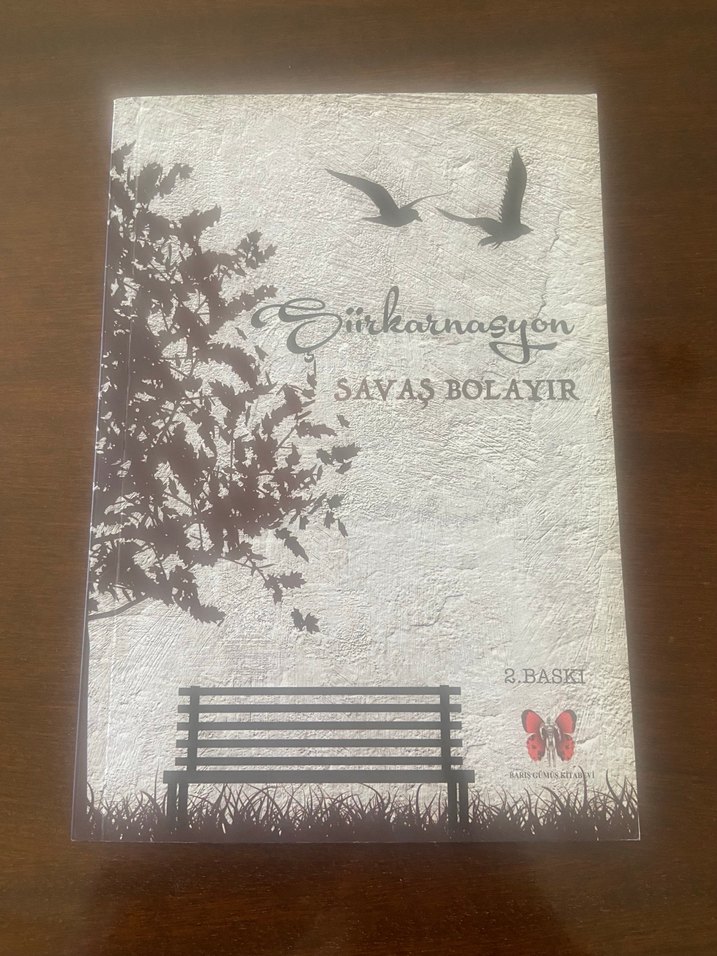 Şiirkarnasyon
SAVAŞ BOLAYIR
2.BASKI
BARIŞ GÜMÜŞ KİTABEVİ